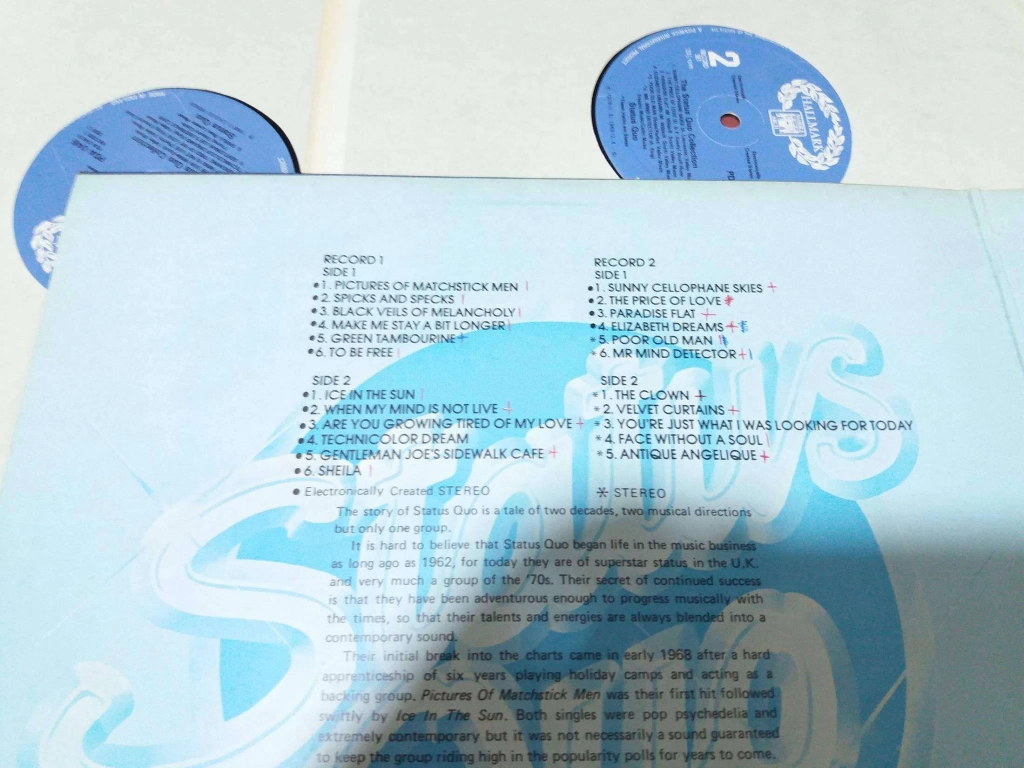 2
HALLMARK
The Status Quo Collection
Status Quo
RECORD 1
SIDE 1
•1. PICTURES OF MATCHSTICK MEN
•2. SPICKS AND SPECKS
•3. BLACK VEILS OF MELANCHOLY
•4. MAKE ME STAY A BIT LONGER
•5. GREEN TAMBOURINE +
•6. TO BE FREE
SIDE 2
•1. ICE IN THE SUN
•2. WHEN MY MIND IS NOT LIVE +
•3. ARE YOU GROWING TIRED OF MY LOVE +
•4. TECHNICOLOR DREAM
•5. GENTLEMAN JOE'S SIDEWALK CAFE +
•6. SHEILA
• Electronically Created STEREO
RECORD 2
SIDE 1
•1. SUNNY CELLOPHANE SKIES +
•2. THE PRICE OF LOVE
•3. PARADISE FLAT +
•4. ELIZABETH DREAMS +
*5. POOR OLD MAN
*6. MR MIND DETECTOR +
SIDE 2
*1. THE CLOWN +
*2. VELVET CURTAINS +
*3. YOU'RE JUST WHAT I WAS LOOKING FOR TODAY
*4. FACE WITHOUT A SOUL
*5. ANTIQUE ANGELIQUE +
* STEREO
The story of Status Quo is a tale of two decades, two musical directions
but only one group.
It is hard to believe that Status Quo began life in the music business
as long ago as 1962, for today they are of superstar status in the U.K.
and very much a group of the '70s. Their secret of continued success
is that they have been adventurous enough to progress musically with
the times, so that their talents and energies are always blended into a
contemporary sound.
Their initial break into the charts came in early 1968 after a hard
apprenticeship of six years playing holiday camps and acting as a
backing group. Pictures Of Matchstick Men was their first hit followed
swiftly by Ice In The Sun. Both singles were pop psychedelia and
extremely contemporary but it was not necessarily a sound guaranteed
to keep the group riding high in the popularity polls for years to come.
Status